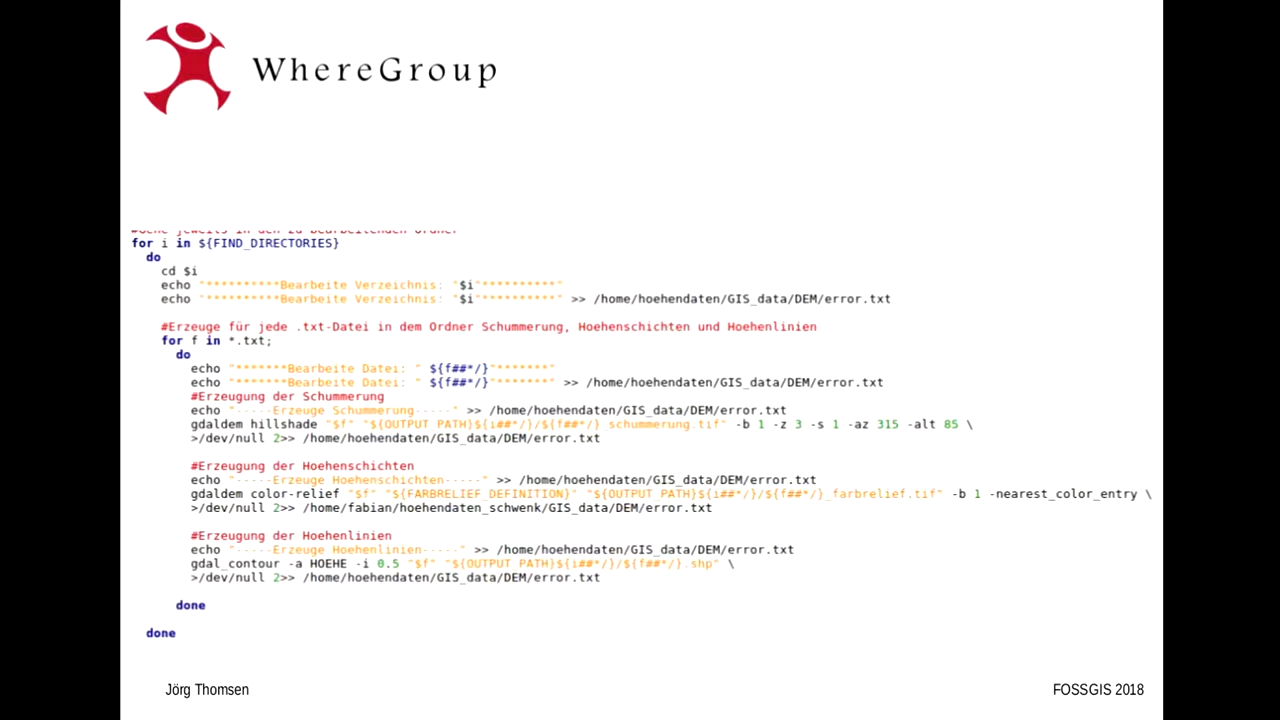 WhereGroup
#Gehe jeweils in den zu bearbeitenden Ordner
for i in ${FIND_DIRECTORIES}
do
cd $i
echo "**********Bearbeite Verzeichnis: "$i"**********"
echo "**********Bearbeite Verzeichnis: "$i"**********" >> /home/hoehendaten/GIS_data/DEM/error.txt
#Erzeuge für jede .txt-Datei in dem Ordner Schummerung, Hoehenschichten und Hoehenlinien
for f in *.txt;
do
echo "*******Bearbeite Datei: " ${f##*/}"*******"
echo "*******Bearbeite Datei: " ${f##*/}"*******" >> /home/hoehendaten/GIS_data/DEM/error.txt
#Erzeugung der Schummerung
echo "-----Erzeuge Schummerung-----" >> /home/hoehendaten/GIS_data/DEM/error.txt
gdaldem hillshade "$f" "${OUTPUT_PATH}${i##*/}/${f##*/}_schummerung.tif" -b 1 -z 3 -s 1 -az 315 -alt 85 \
>/dev/null 2>> /home/hoehendaten/GIS_data/DEM/error.txt
#Erzeugung der Hoehenschichten
echo "-----Erzeuge Hoehenschichten-----" >> /home/hoehendaten/GIS_data/DEM/error.txt
gdaldem color-relief "$f" "${FARBRELIEF_DEFINITION}" "${OUTPUT_PATH}${i##*/}/${f##*/}_farbrelief.tif" -b 1 -nearest_color_entry \
>/dev/null 2>> /home/fabian/hoehendaten_schwenk/GIS_data/DEM/error.txt
#Erzeugung der Hoehenlinien
echo "-----Erzeuge Hoehenlinien-----" >> /home/hoehendaten/GIS_data/DEM/error.txt
gdal_contour -a HOEHE -i 0.5 "$f" "${OUTPUT_PATH}${i##*/}/${f##*/}.shp" \
>/dev/null 2>> /home/hoehendaten/GIS_data/DEM/error.txt
done
done
Jörg Thomsen
FOSSGIS 2018